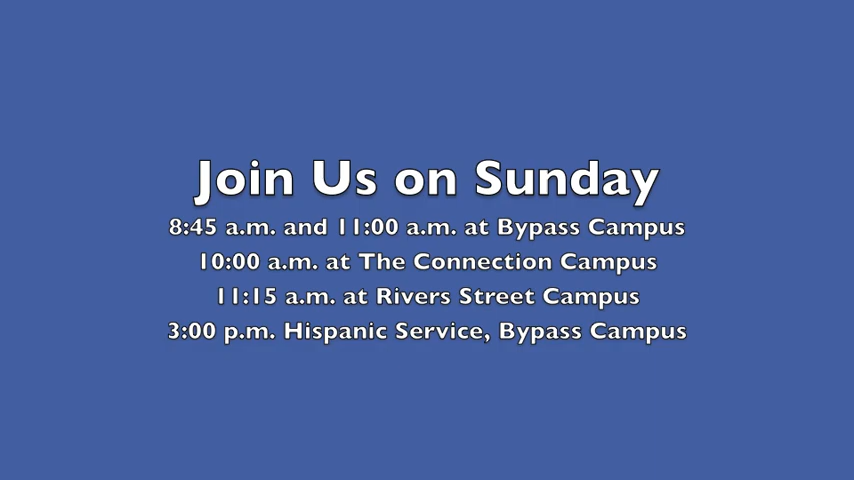 Join Us on Sunday
8:45 a.m. and 11:00 a.m. at Bypass Campus
10:00 a.m. at The Connection Campus
11:15 a.m. at Rivers Street Campus
3:00 p.m. Hispanic Service, Bypass Campus